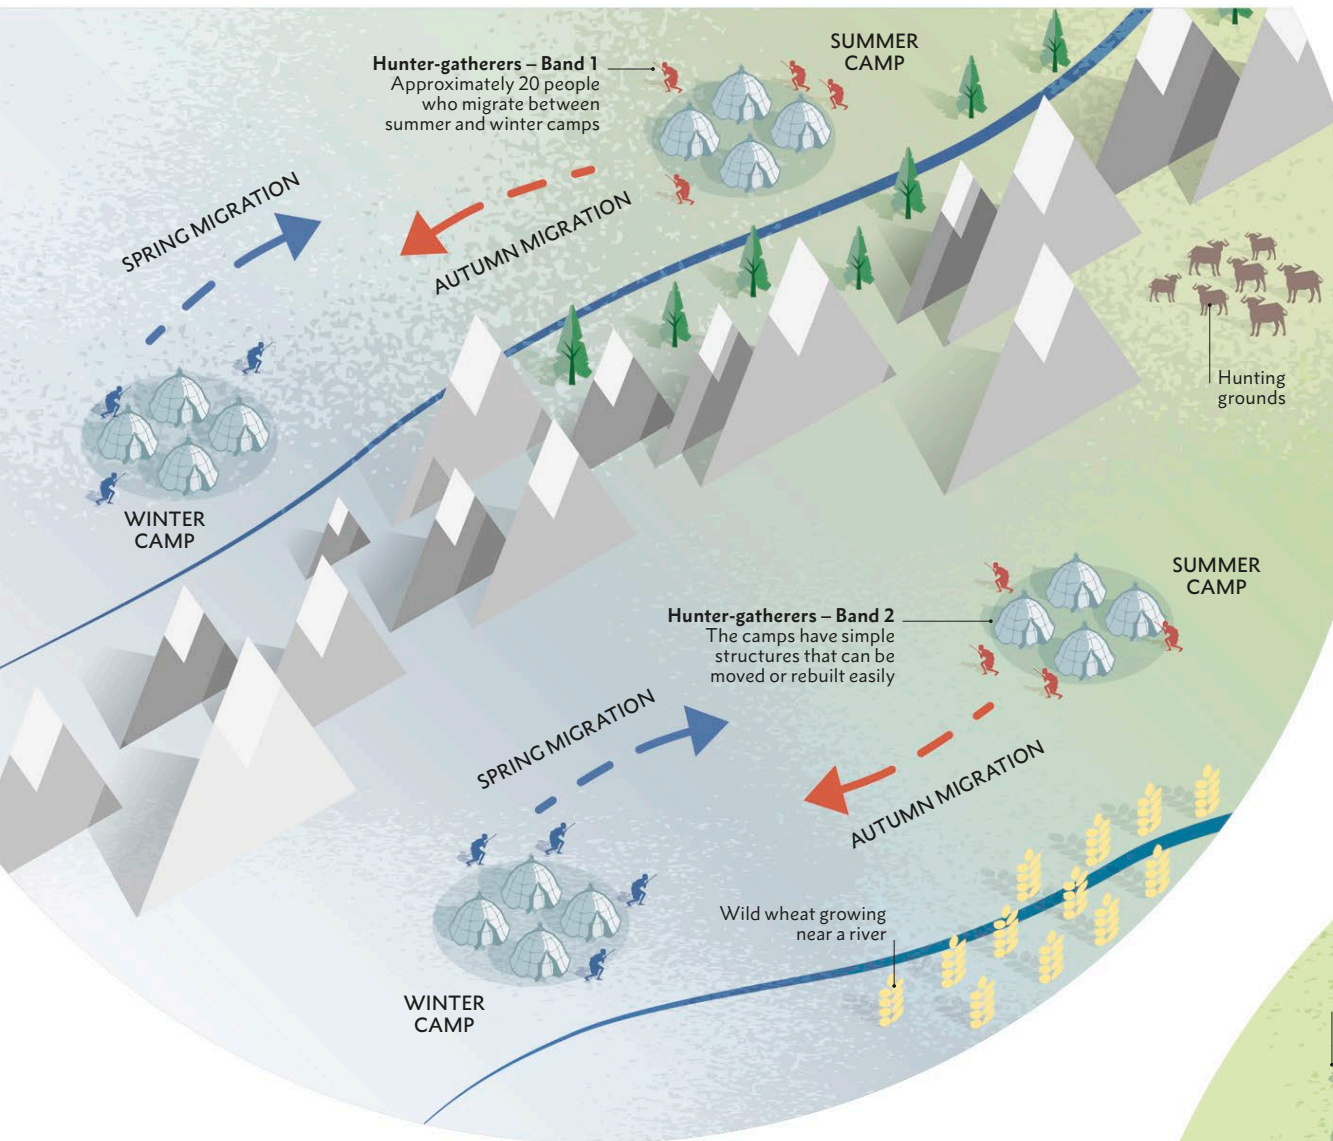 Hunter-gatherers – Band 1
Approximately 20 people
who migrate between
summer and winter camps
SUMMER
CAMP
SPRING MIGRATION
AUTUMN MIGRATION
Hunting
grounds
WINTER
CAMP
SUMMER
CAMP
Hunter-gatherers – Band 2
The camps have simple
structures that can be
moved or rebuilt easily
SPRING MIGRATION
AUTUMN MIGRATION
Wild wheat growing
near a river
WINTER
CAMP